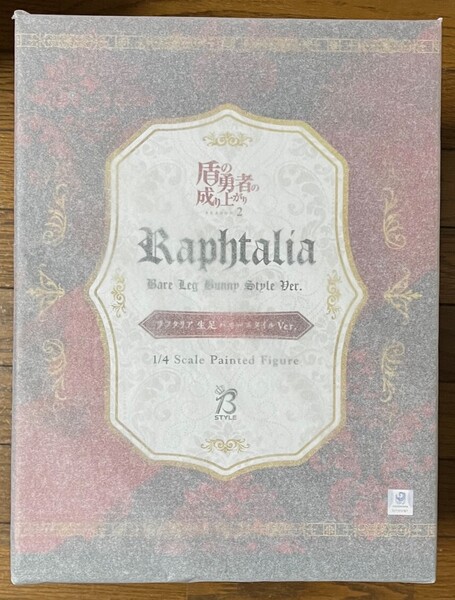 盾の勇者の
成り上がり
SEASON 2
Raphtalia
Bare Leg Bunny Style Ver.
ラフタリア 生足バニースタイルVer.
1/4 Scale Painted Figure
B
STYLE